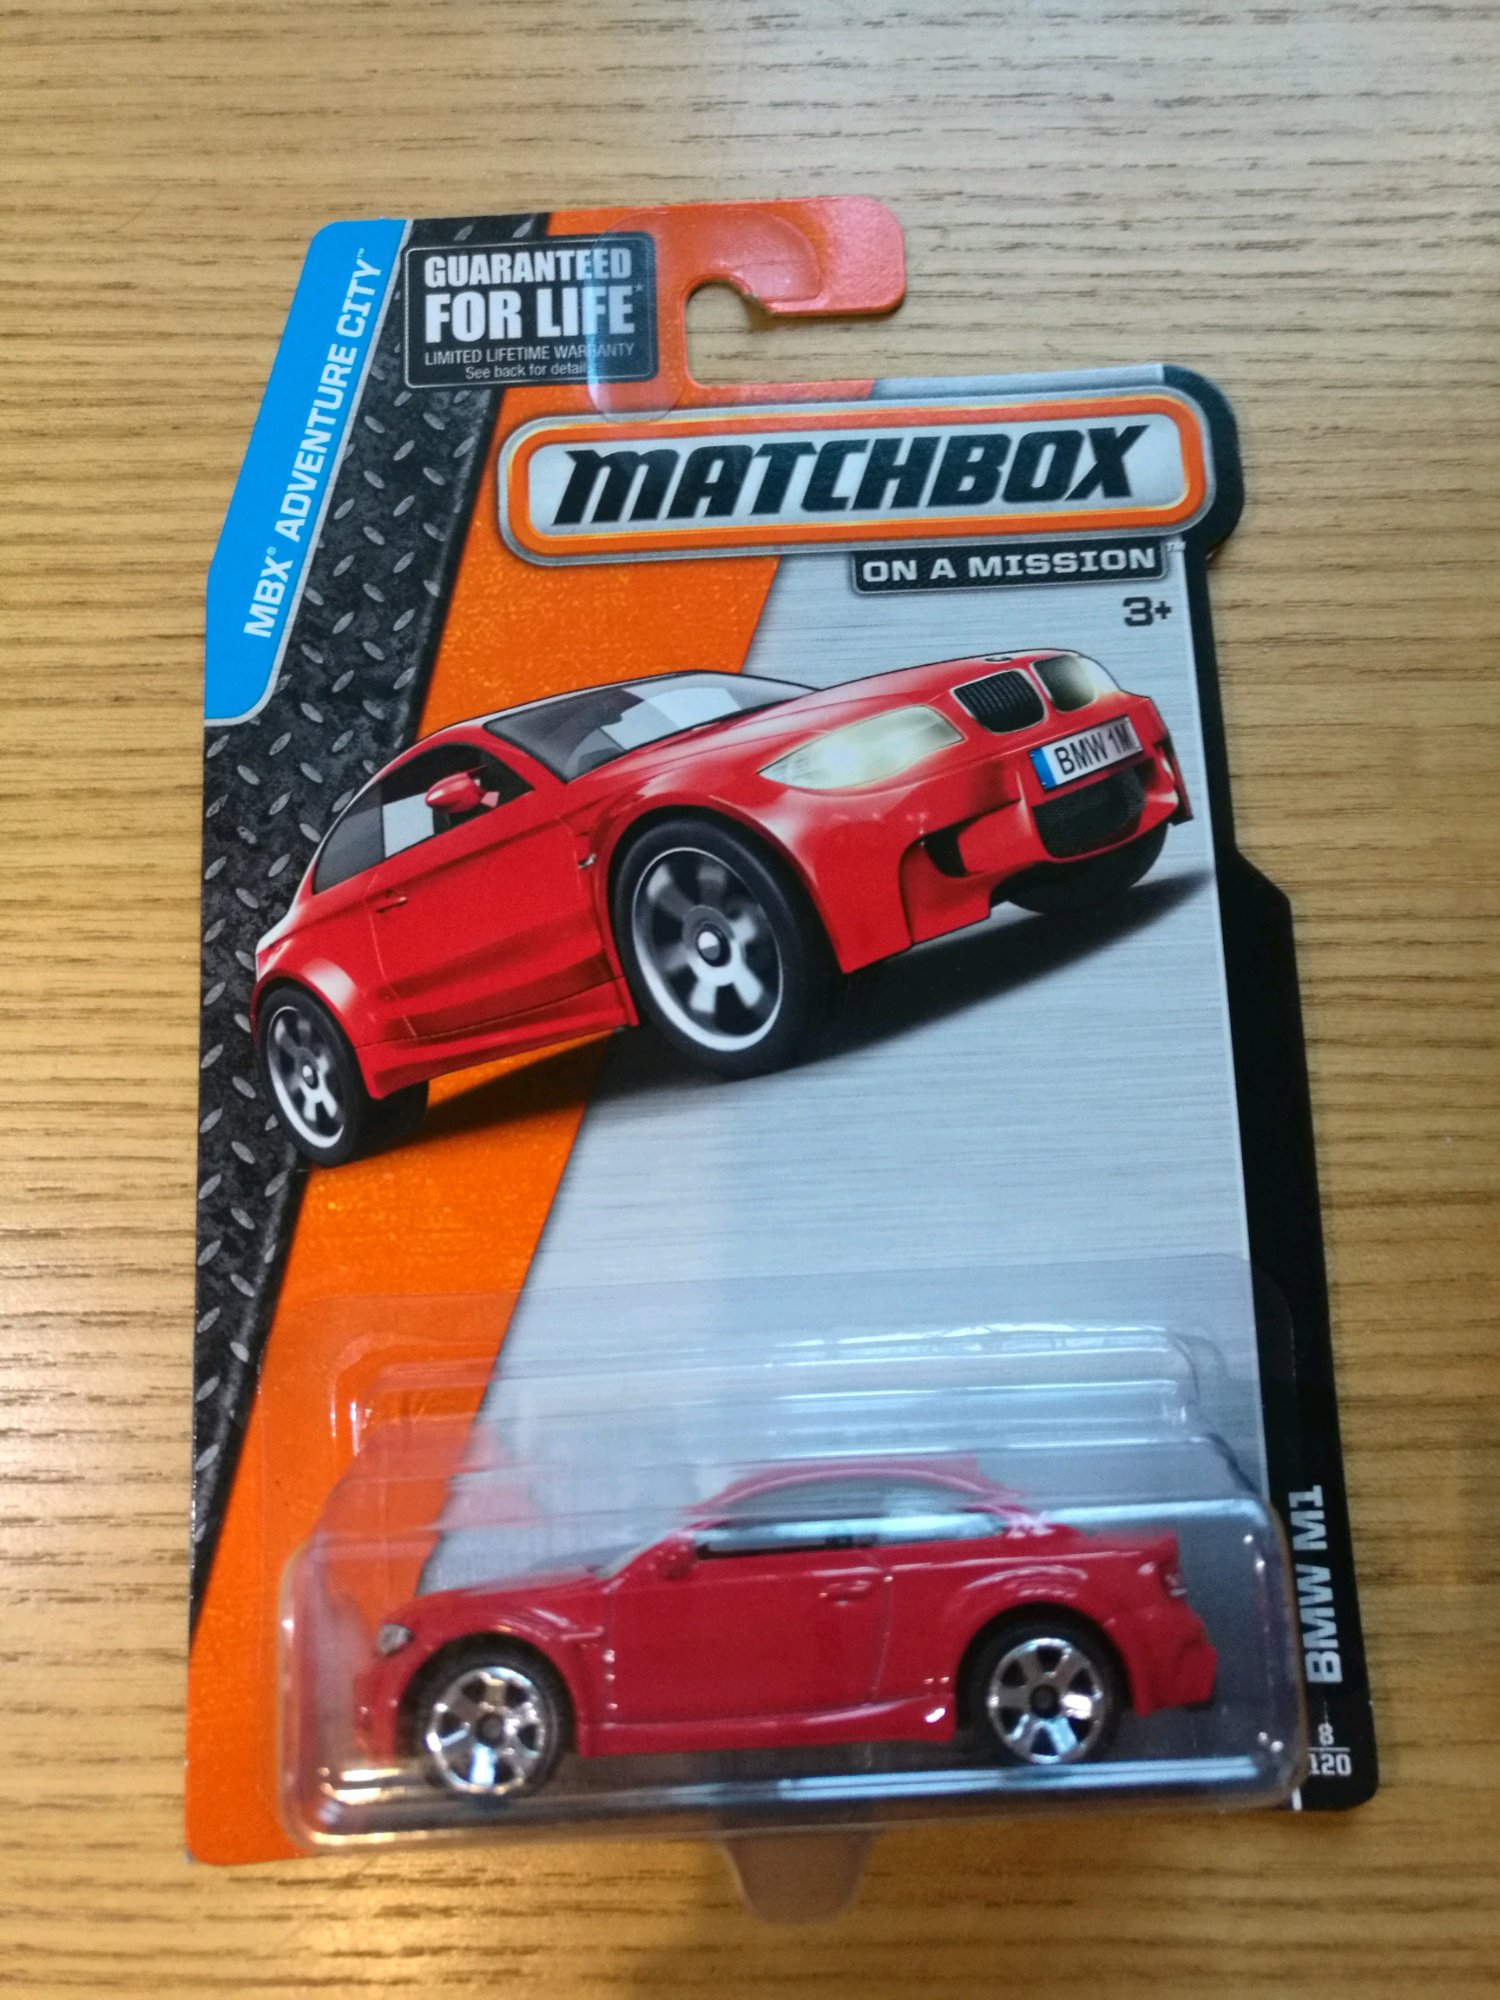 MBX® ADVENTURE CITY™
GUARANTEED
FOR LIFE*
LIMITED LIFETIME WARRANTY
See back for detail
MATCHBOX
ON A MISSION™
3+
BMW 1M
BMW M1
8
120